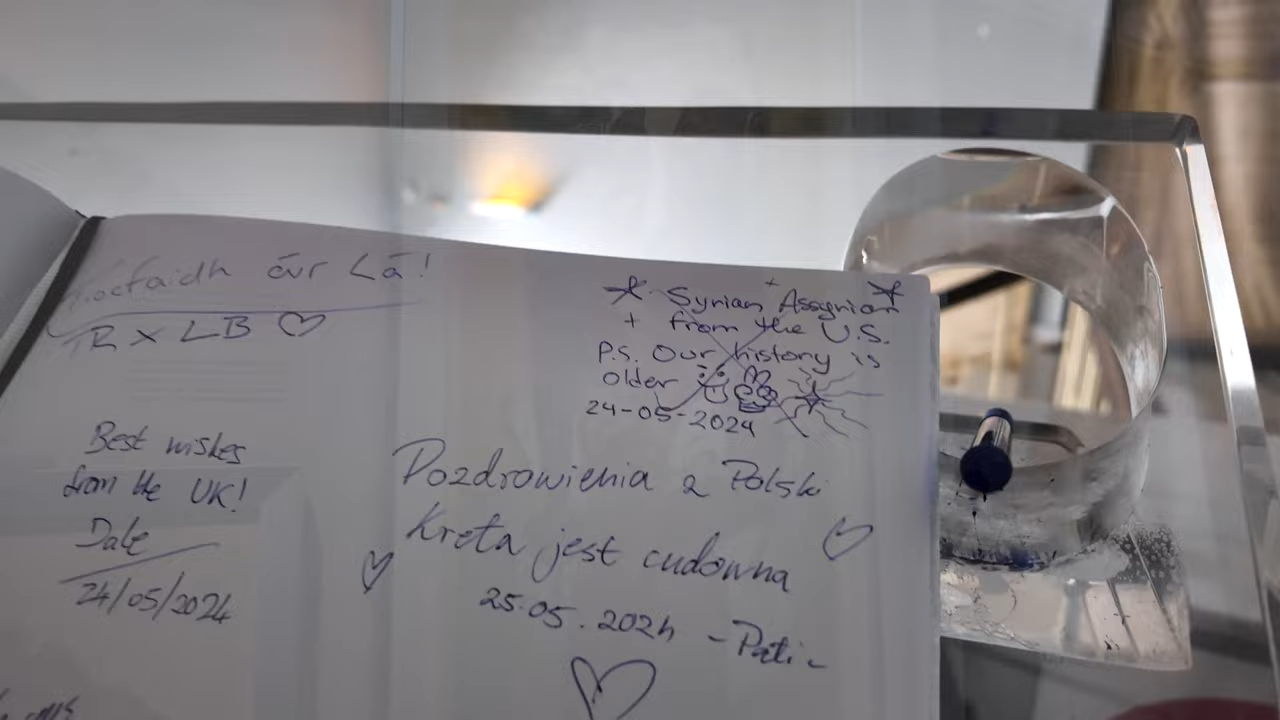 Tiocfaidh ár Lá!
R X LB
Best wishes
from the UK!
Dale
24/05/2024
Syrian Assyrian
from the U.S.
P.S. Our history is
older
24-05-2024
Pozdrowienia z Polski
Kreta jest cudowna
25.05.2024 -Pati-